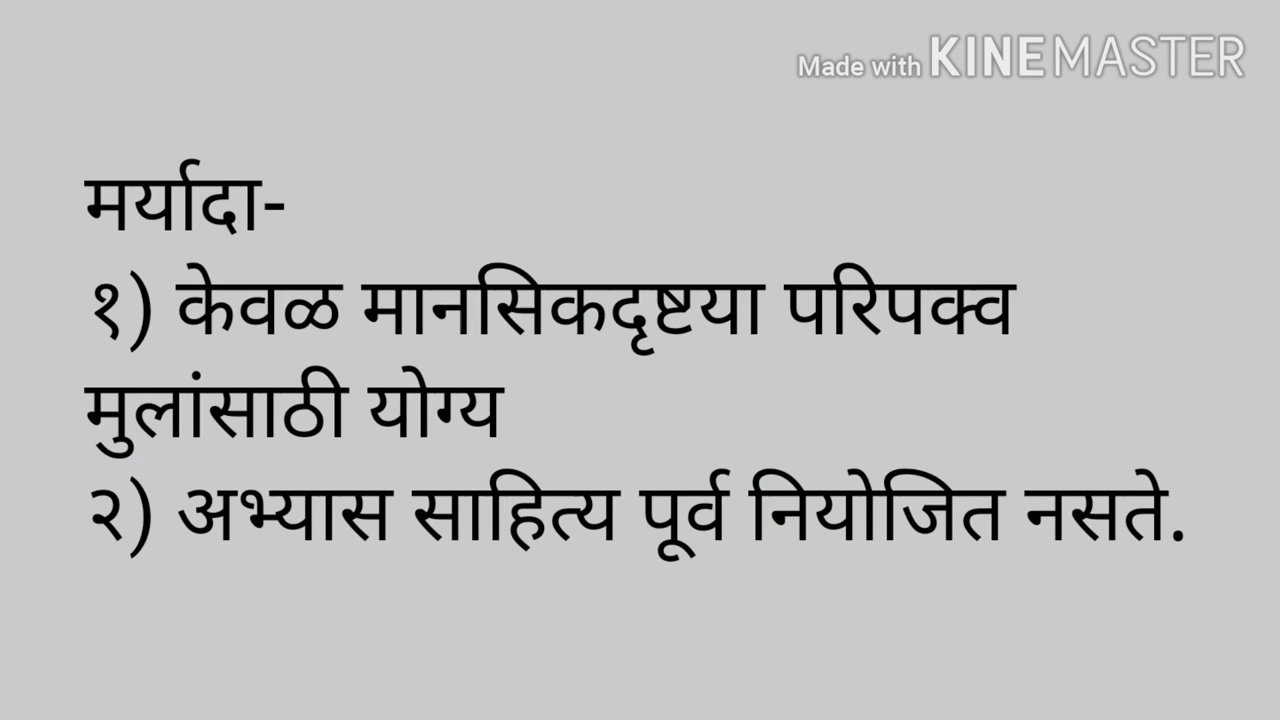 Made with KINEMASTER
मर्यादा-
१) केवळ मानसिकदृष्टया परिपक्व
मुलांसाठी योग्य
२) अभ्यास साहित्य पूर्व नियोजित नसते.